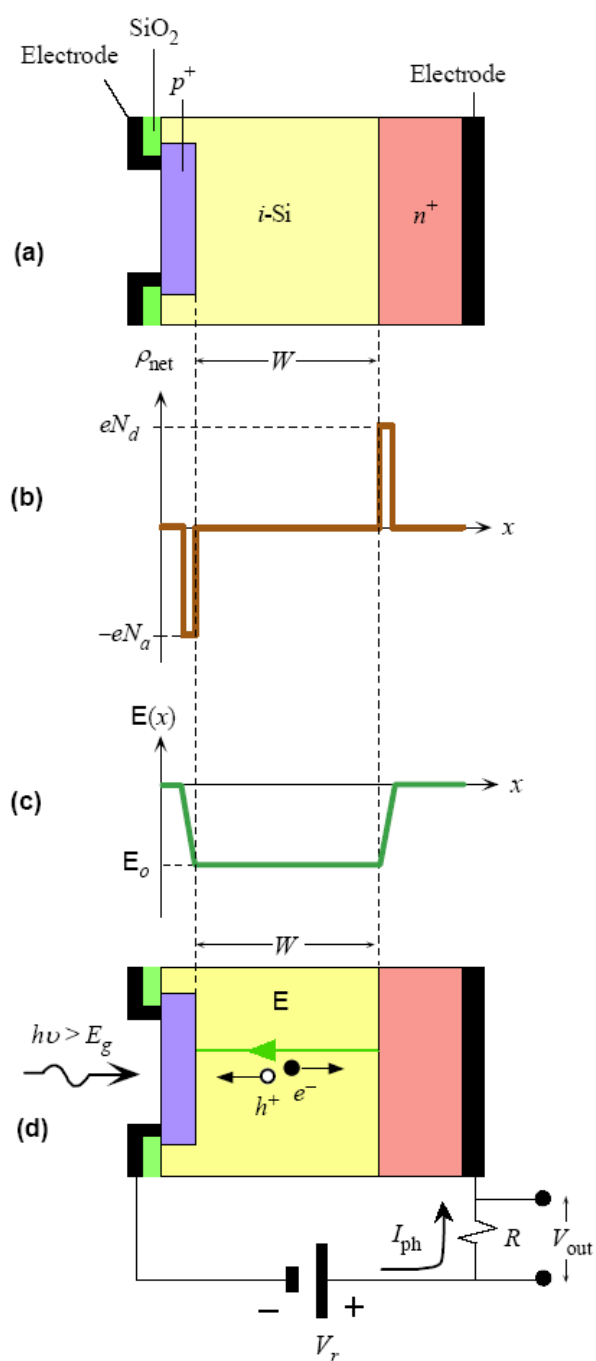 SiO₂
Electrode
p⁺
Electrode
i-Si
n⁺
(a)
ρnet
W
eNd
(b)
x
−eNa
E(x)
x
(c)
Eo
W
E
hυ > Eg
h⁺
e⁻
(d)
Iph
R
Vout
− +
Vr